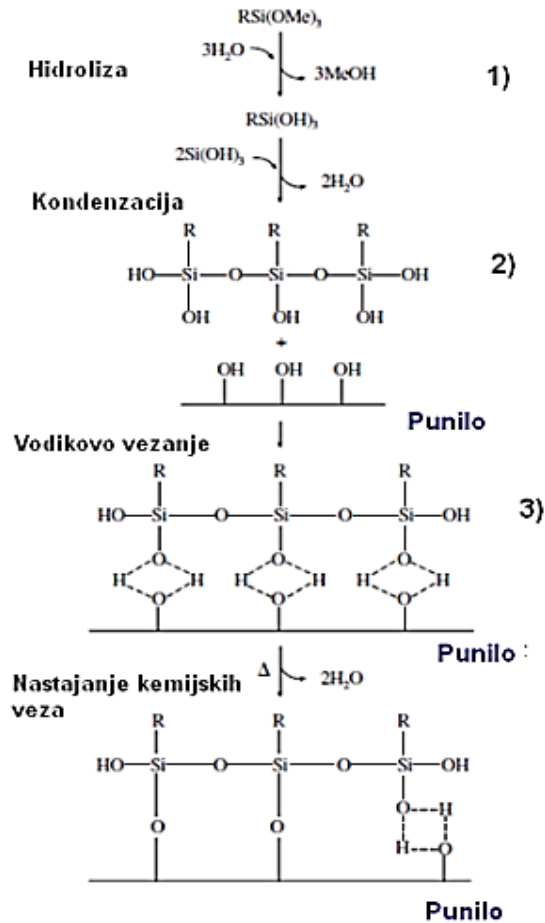 RSi(OMe)₃
3H₂O
3MeOH
Hidroliza
1)
RSi(OH)₃
2Si(OH)₃
2H₂O
Kondenzacija
R R R
HO—Si—O—Si—O—Si—OH
2)
OH OH OH
+
OH OH OH
Punilo
Vodikovo vezanje
R R R
HO—Si—O—Si—O—Si—OH
3)
O O O
H H H H H H
O O O
Punilo :
Δ
2H₂O
Nastajanje kemijskih
veza
R R R
HO—Si—O—Si—O—Si—OH
O--H
O O
H--O
Punilo